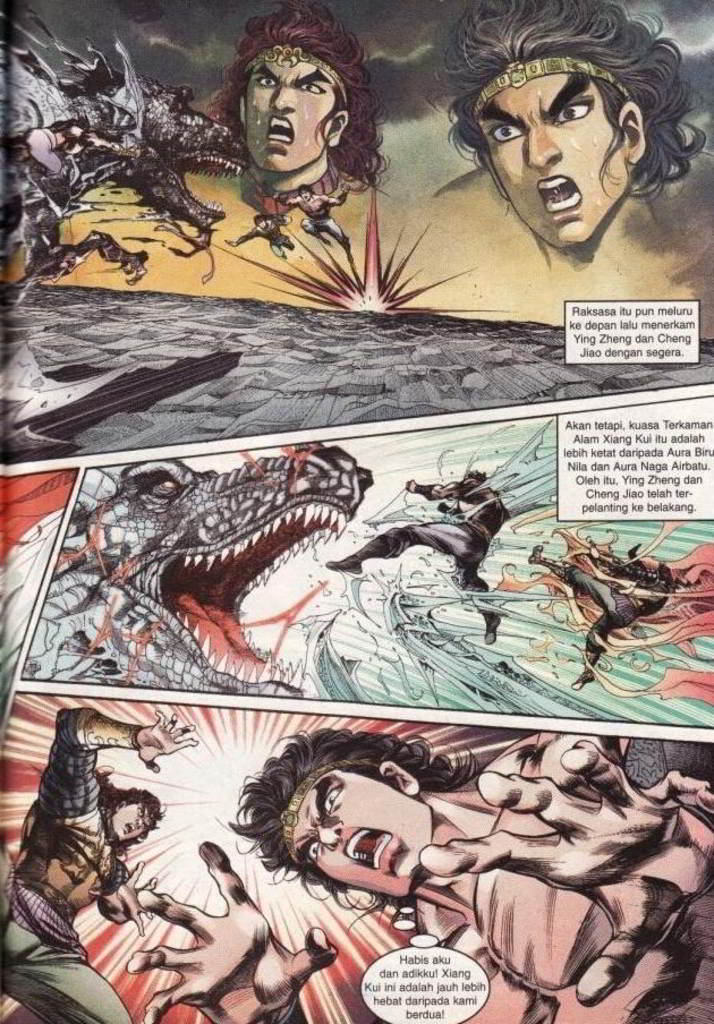 Raksasa itu pun meluru
ke depan lalu menerkam
Ying Zheng dan Cheng
Jiao dengan segera.
Akan tetapi, kuasa Terkaman
Alam Xiang Kui itu adalah
lebih ketat daripada Aura Biru
Nila dan Aura Naga Airbatu.
Oleh itu, Ying Zheng dan
Cheng Jiao telah ter-
pelanting ke belakang.
Habis aku
dan adikku! Xiang
Kui ini adalah jauh lebih
hebat daripada kami
berdua!